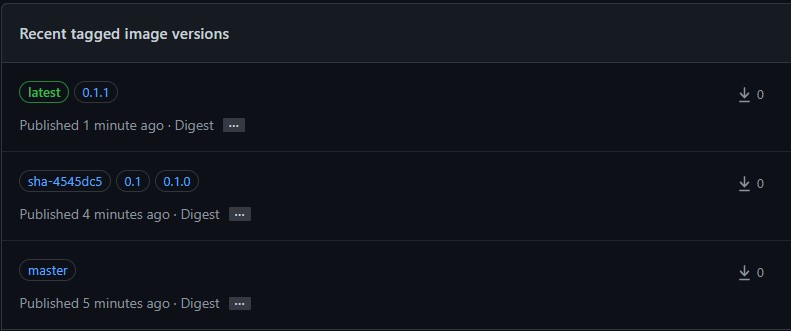 Recent tagged image versions
latest 0.1.1
0
Published 1 minute ago · Digest ...
sha-4545dc5 0.1 0.1.0
0
Published 4 minutes ago · Digest ...
master
0
Published 5 minutes ago · Digest ...